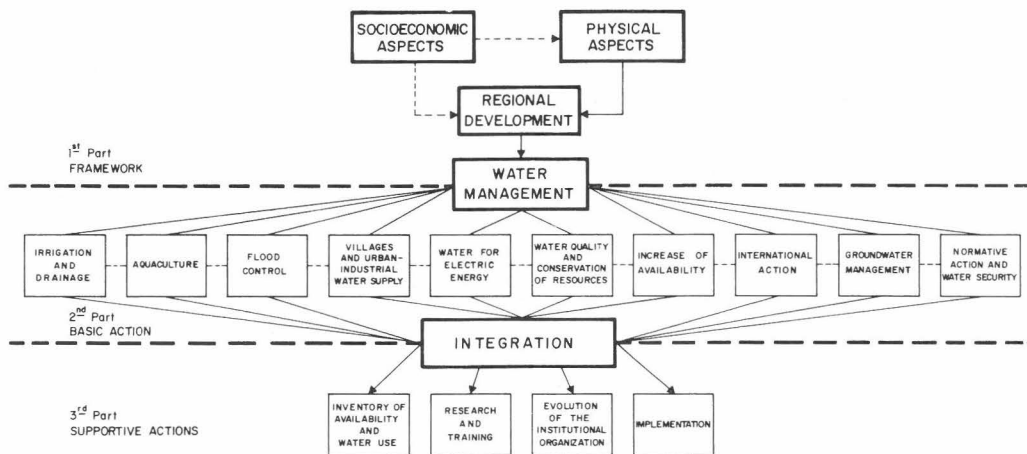 SOCIOECONOMIC
ASPECTS
PHYSICAL
ASPECTS
REGIONAL
DEVELOPMENT
1st Part
FRAMEWORK
WATER
MANAGEMENT
IRRIGATION
AND
DRAINAGE
AQUACULTURE
FLOOD
CONTROL
VILLAGES
AND URBAN-
INDUSTRIAL
WATER SUPPLY
WATER FOR
ELECTRIC
ENERGY
WATER QUALITY
AND
CONSERVATION
OF RESOURCES
INCREASE OF
AVAILABILITY
INTERNATIONAL
ACTION
GROUNDWATER
MANAGEMENT
NORMATIVE
ACTION AND
WATER SECURITY
2nd Part
BASIC ACTION
INTEGRATION
3rd Part
SUPPORTIVE ACTIONS
INVENTORY OF
AVAILABILITY
AND
WATER USE
RESEARCH
AND
TRAINING
EVOLUTION
OF THE
INSTITUTIONAL
ORGANIZATION
IMPLEMENTATION